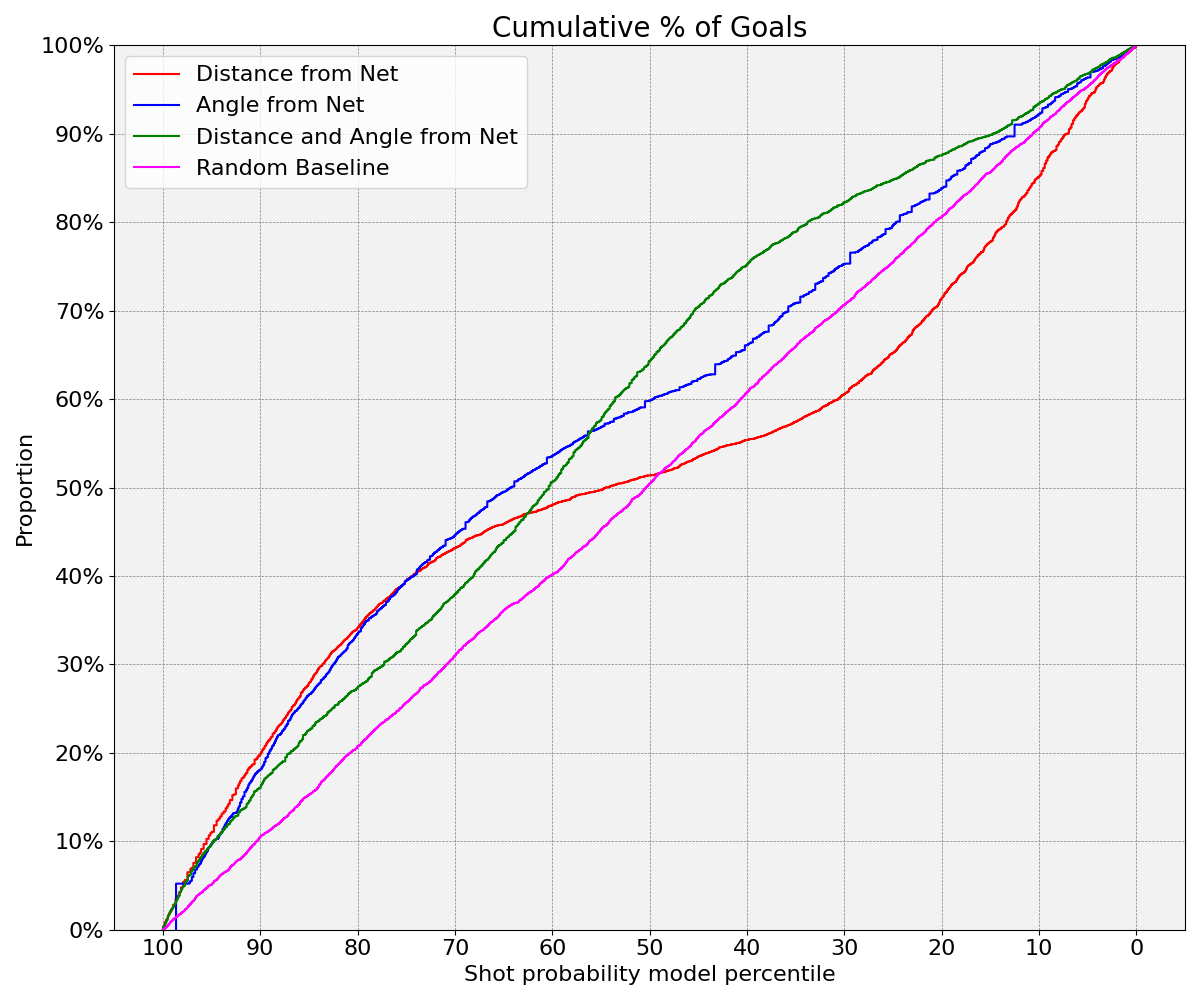 Cumulative % of Goals
100%
90%
80%
70%
60%
50%
40%
30%
20%
10%
0%
Proportion
Distance from Net
Angle from Net
Distance and Angle from Net
Random Baseline
100 90 80 70 60 50 40 30 20 10 0
Shot probability model percentile